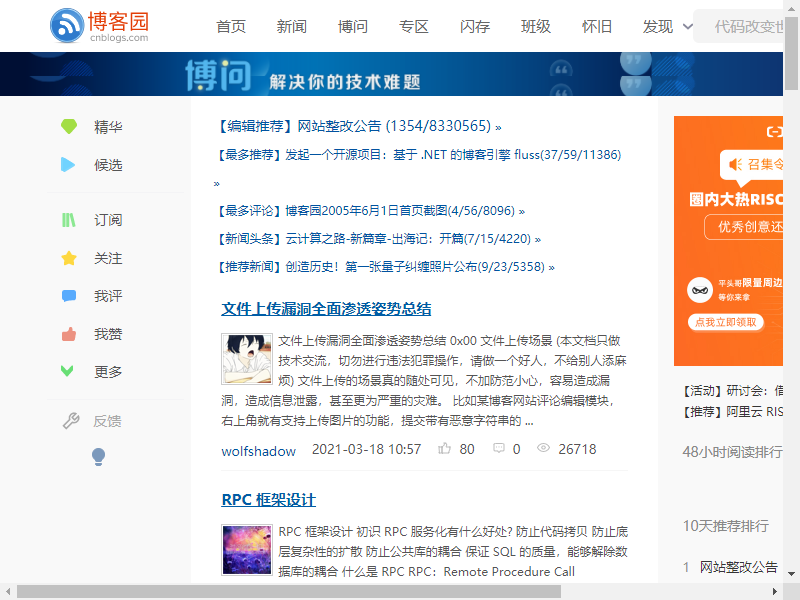 博客园
cnblogs.com
首页 新闻 博问 专区 闪存 班级 怀旧 发现 代码改变世
博问 解决你的技术难题
精华
候选
订阅
关注
我评
我赞
更多
反馈
【编辑推荐】网站整改公告 (1354/8330565) »
【最多推荐】发起一个开源项目：基于 .NET 的博客引擎 fluss(37/59/11386)
»
【最多评论】博客园2005年6月1日首页截图(4/56/8096) »
【新闻头条】云计算之路-新篇章-出海记：开篇(7/15/4220) »
【推荐新闻】创造历史！第一张量子纠缠照片公布(9/23/5358) »
文件上传漏洞全面渗透姿势总结
文件上传漏洞全面渗透姿势总结 0x00 文件上传场景 (本文档只做
技术交流，切勿进行违法犯罪操作，请做一个好人，不给别人添麻
烦) 文件上传的场景真的随处可见，不加防范小心，容易造成漏
洞，造成信息泄露，甚至更为严重的灾难。 比如某博客网站评论编辑模块，
右上角就有支持上传图片的功能，提交带有恶意字符串的 ...
wolfshadow 2021-03-18 10:57 80 0 26718
RPC 框架设计
RPC 框架设计 初识 RPC 服务化有什么好处? 防止代码拷贝 防止底
层复杂性的扩散 防止公共库的耦合 保证 SQL 的质量，能够解除数
据库的耦合 什么是 RPC RPC：Remote Procedure Call
召集令
圈内大热RISC
优秀创意还
平头哥限量周边
等你来拿
点我立即领取
【活动】研讨会：借
【推荐】阿里云 RIS
48小时阅读排行
10天推荐排行
1 网站整改公告